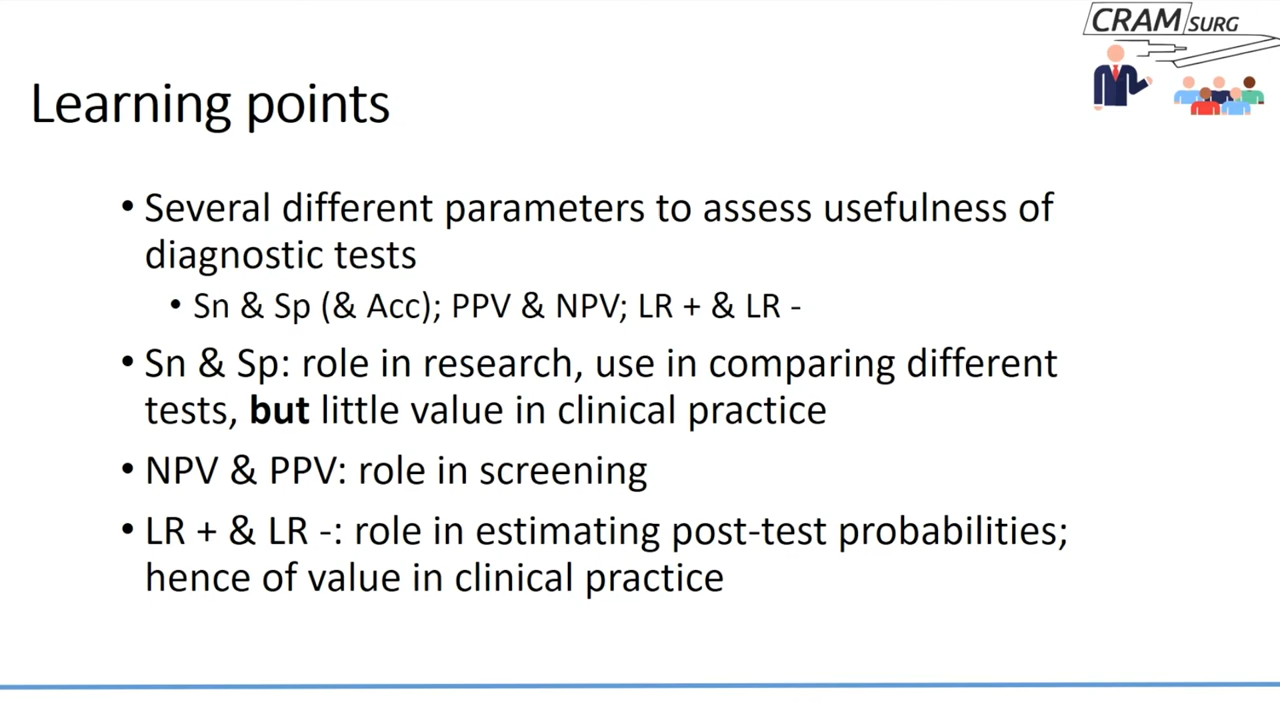 CRAM SURG
Learning points
• Several different parameters to assess usefulness of
diagnostic tests
• Sn & Sp (& Acc); PPV & NPV; LR + & LR -
• Sn & Sp: role in research, use in comparing different
tests, but little value in clinical practice
• NPV & PPV: role in screening
• LR + & LR -: role in estimating post-test probabilities;
hence of value in clinical practice